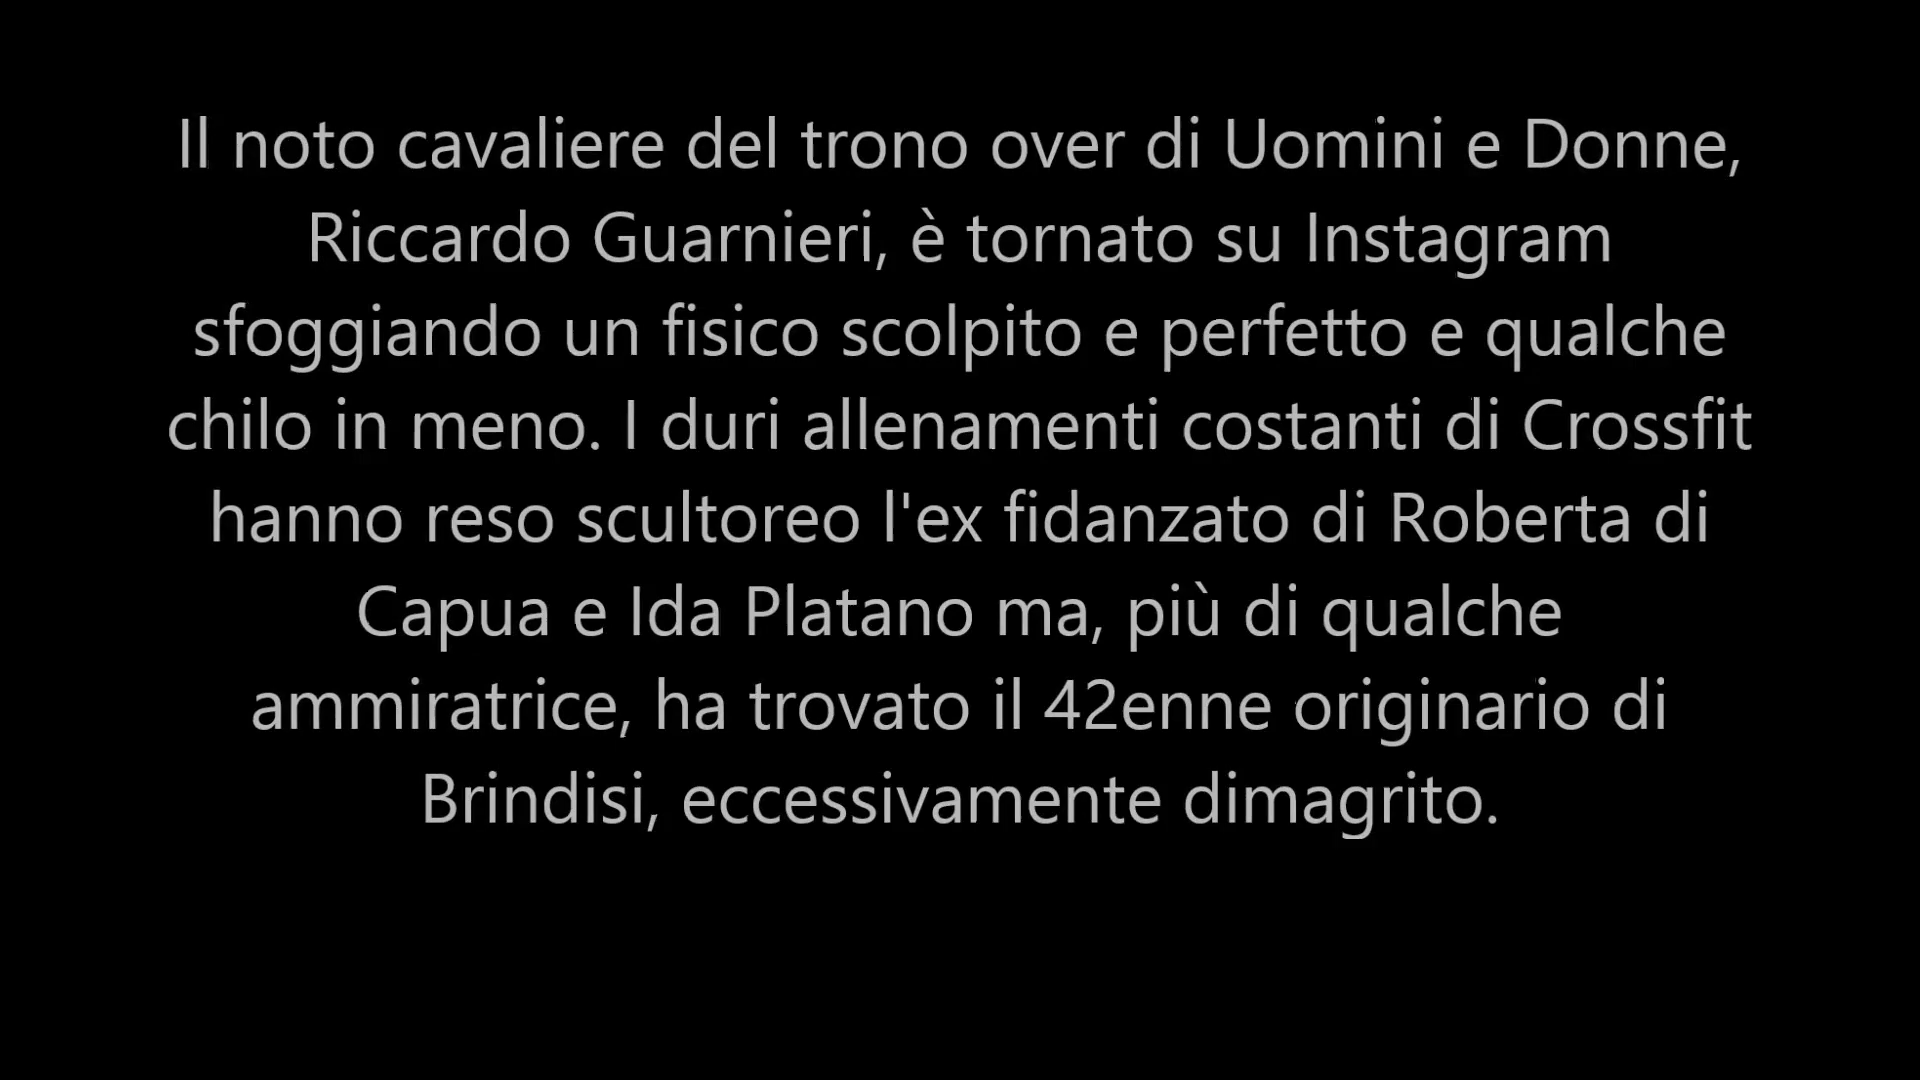 Il noto cavaliere del trono over di Uomini e Donne,
Riccardo Guarnieri, è tornato su Instagram
sfoggiando un fisico scolpito e perfetto e qualche
chilo in meno. I duri allenamenti costanti di Crossfit
hanno reso scultoreo l'ex fidanzato di Roberta di
Capua e Ida Platano ma, più di qualche
ammiratrice, ha trovato il 42enne originario di
Brindisi, eccessivamente dimagrito.